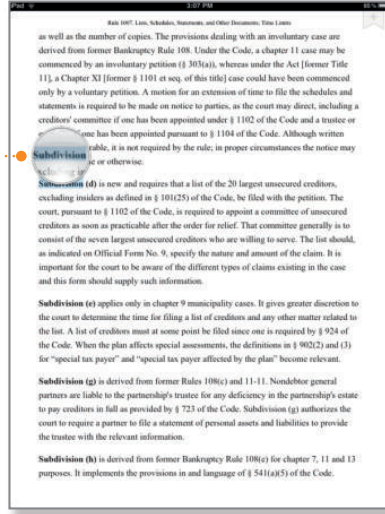 iPad
3:07 PM
85%
Rule 1007. Lists, Schedules, Statements, and Other Documents; Time Limits
as well as the number of copies. The provisions dealing with an involuntary case are
derived from former Bankruptcy Rule 108. Under the Code, a chapter 11 case may be
commenced by an involuntary petition (§ 303(a)), whereas under the Act [former Title
11], a Chapter XI [former § 1101 et seq. of this title] case could have been commenced
only by a voluntary petition. A motion for an extension of time to file the schedules and
statements is required to be made on notice to parties, as the court may direct, including a
creditors' committee if one has been appointed under § 1102 of the Code and a trustee or
one has been appointed pursuant to § 1104 of the Code. Although written
rable, it is not required by the rule; in proper circumstances the notice may
Subdivision
e or otherwise.
Subdivision (d) is new and requires that a list of the 20 largest unsecured creditors,
excluding insiders as defined in § 101(25) of the Code, be filed with the petition. The
court, pursuant to § 1102 of the Code, is required to appoint a committee of unsecured
creditors as soon as practicable after the order for relief. That committee generally is to
consist of the seven largest unsecured creditors who are willing to serve. The list should,
as indicated on Official Form No. 9, specify the nature and amount of the claim. It is
important for the court to be aware of the different types of claims existing in the case
and this form should supply such information.
Subdivision (e) applies only in chapter 9 municipality cases. It gives greater discretion to
the court to determine the time for filing a list of creditors and any other matter related to
the list. A list of creditors must at some point be filed since one is required by § 924 of
the Code. When the plan affects special assessments, the definitions in § 902(2) and (3)
for “special tax payer” and “special tax payer affected by the plan” become relevant.
Subdivision (g) is derived from former Rules 108(c) and 11-11. Nondebtor general
partners are liable to the partnership's trustee for any deficiency in the partnership's estate
to pay creditors in full as provided by § 723 of the Code. Subdivision (g) authorizes the
court to require a partner to file a statement of personal assets and liabilities to provide
the trustee with the relevant information.
Subdivision (h) is derived from former Bankruptcy Rule 108(e) for chapter 7, 11 and 13
purposes. It implements the provisions in and language of § 541(a)(5) of the Code.